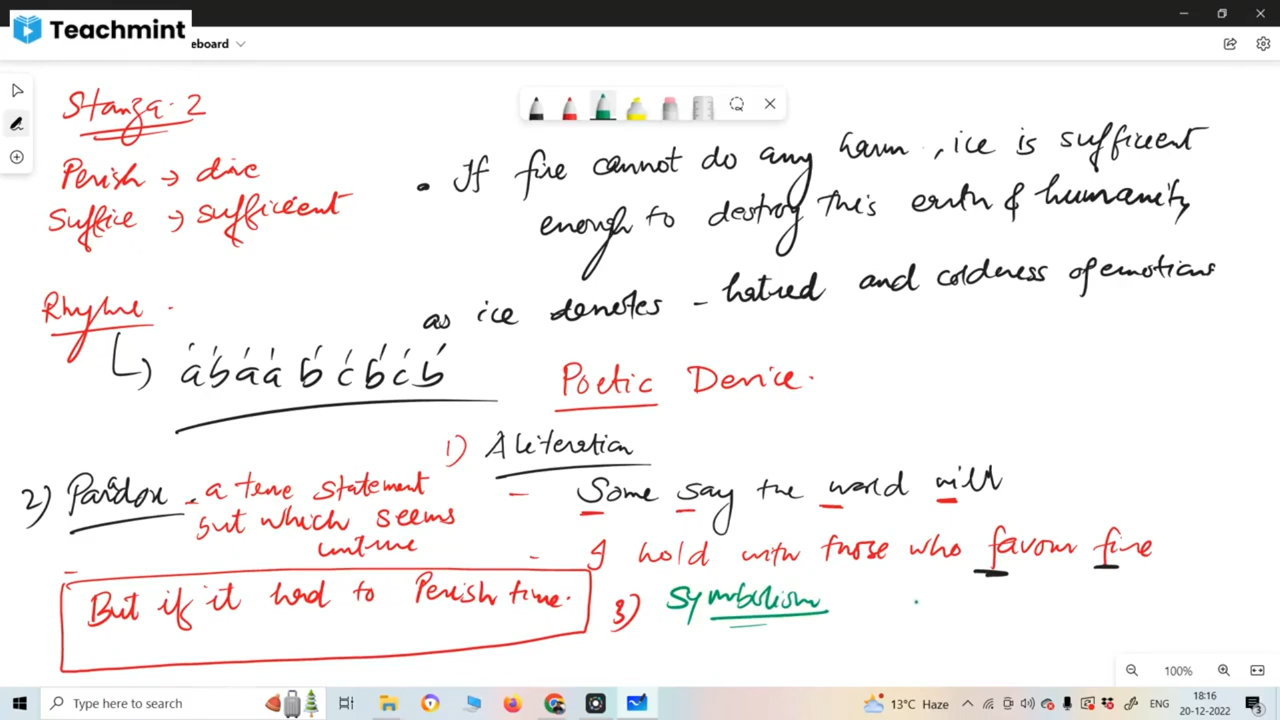 Teachmint
eboard
Stanza-2
Perish → die
Suffice → sufficient
• If fire cannot do any harm, ice is sufficient
enough to destroy this earth & humanity
as ice denotes - hatred and coldness of emotions
Rhyme -
abaabcbcb
Poetic Device.
1) Aliteration
- Some say the world will
- I hold with those who favour fire
2) Paradox - a true statement
but which seems
untrue
- But if it had to Perish time.
3) Symbolism
100%
Type here to search
13°C Haze
ENG
18:16
20-12-2022
3